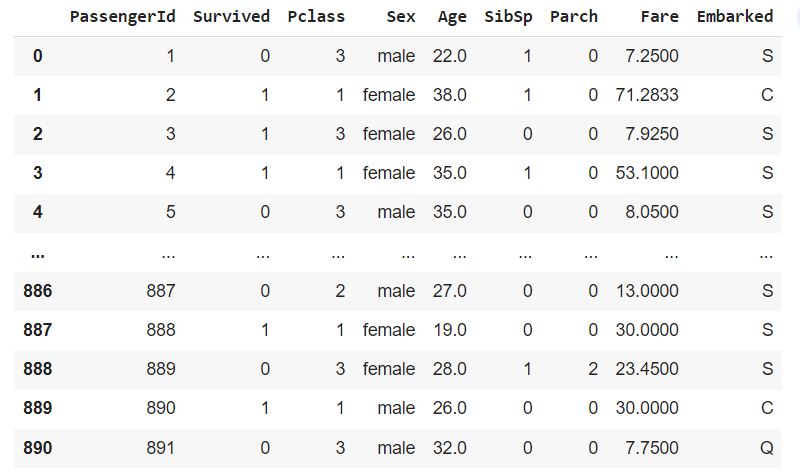 PassengerId Survived Pclass Sex Age SibSp Parch Fare Embarked
0 1 0 3 male 22.0 1 0 7.2500 S
1 2 1 1 female 38.0 1 0 71.2833 C
2 3 1 3 female 26.0 0 0 7.9250 S
3 4 1 1 female 35.0 1 0 53.1000 S
4 5 0 3 male 35.0 0 0 8.0500 S
... ... ... ... ... ... ... ... ... ...
886 887 0 2 male 27.0 0 0 13.0000 S
887 888 1 1 female 19.0 0 0 30.0000 S
888 889 0 3 female 28.0 1 2 23.4500 S
889 890 1 1 male 26.0 0 0 30.0000 C
890 891 0 3 male 32.0 0 0 7.7500 Q